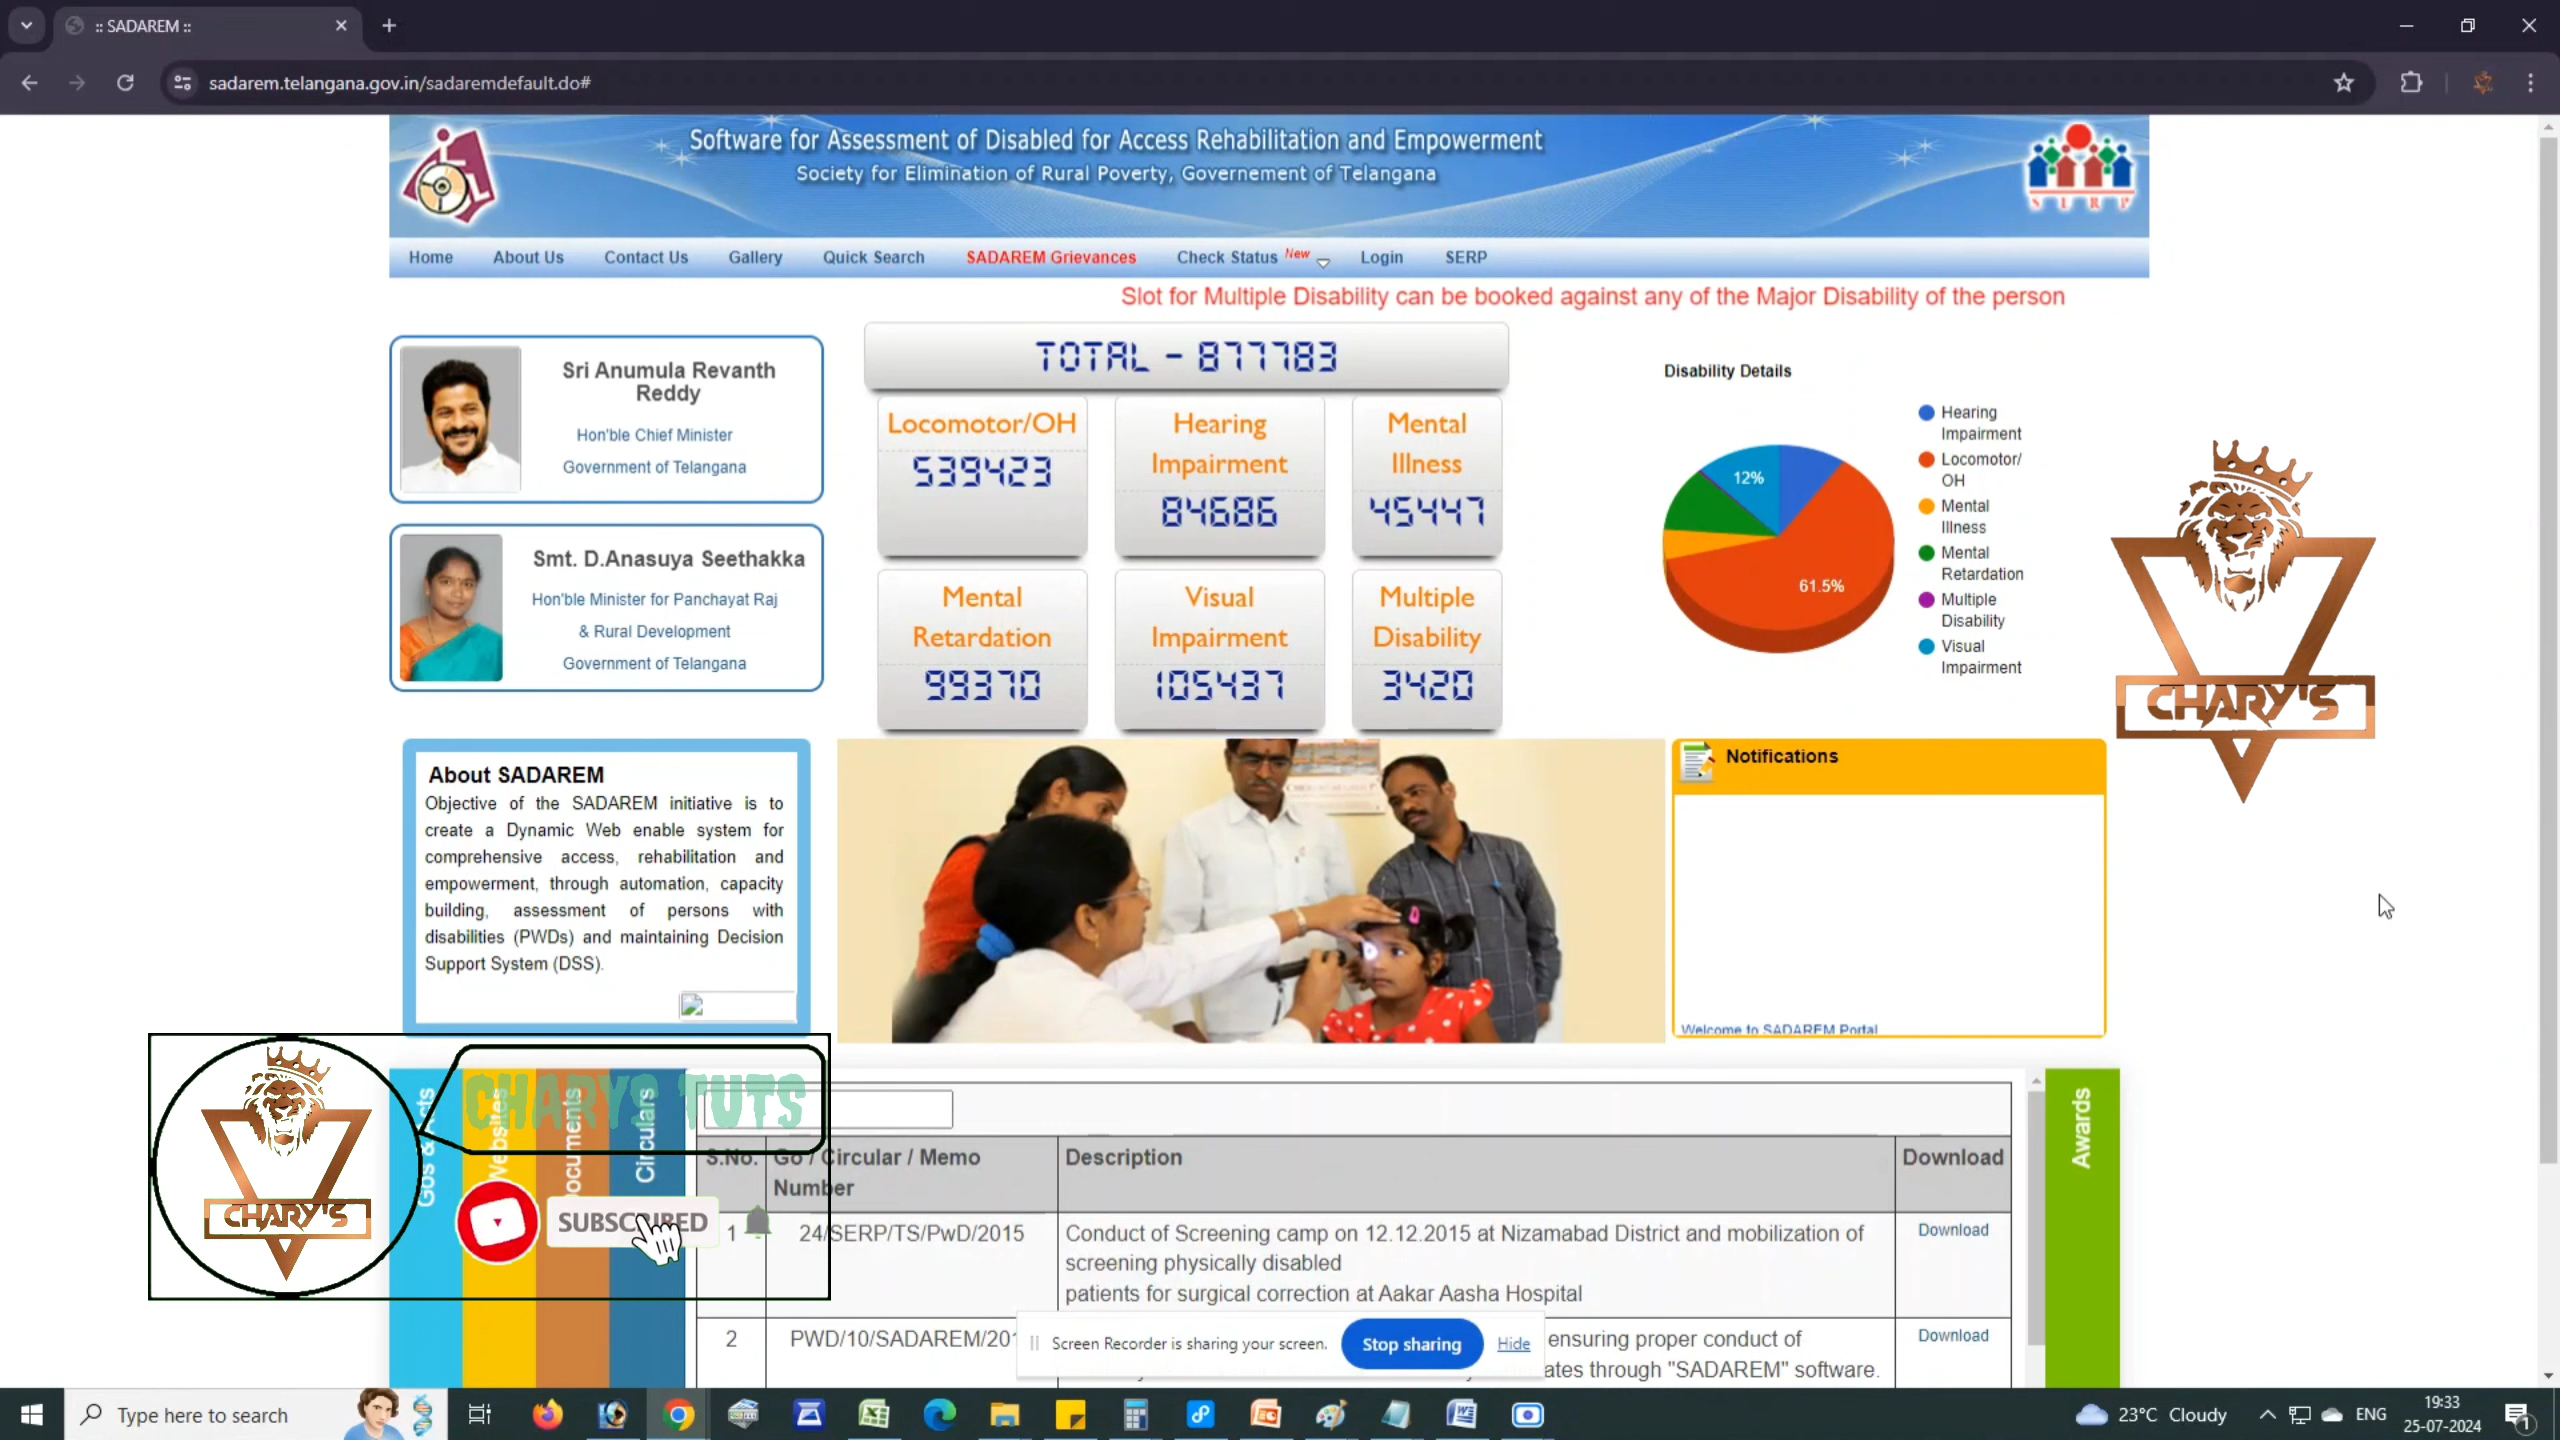 :: SADAREM ::
sadarem.telangana.gov.in/sadaremdefault.do#
Software for Assessment of Disabled for Access Rehabilitation and Empowerment
Society for Elimination of Rural Poverty, Governement of Telangana
S E R P
Home About Us Contact Us Gallery Quick Search SADAREM Grievances Check Status New Login SERP
Slot for Multiple Disability can be booked against any of the Major Disability of the person
Sri Anumula Revanth
Reddy
Hon'ble Chief Minister
Government of Telangana
Smt. D.Anasuya Seethakka
Hon'ble Minister for Panchayat Raj
& Rural Development
Government of Telangana
TOTAL - 877783
Locomotor/OH
539423
Hearing
Impairment
84686
Mental
Illness
45447
Mental
Retardation
99370
Visual
Impairment
105437
Multiple
Disability
3420
Disability Details
12%
61.5%
Hearing
Impairment
Locomotor/
OH
Mental
Illness
Mental
Retardation
Multiple
Disability
Visual
Impairment
CHARY'S
About SADAREM
Objective of the SADAREM initiative is to
create a Dynamic Web enable system for
comprehensive access, rehabilitation and
empowerment, through automation, capacity
building, assessment of persons with
disabilities (PWDs) and maintaining Decision
Support System (DSS).
Notifications
Welcome to SADAREM Portal
CHARY'S
CHARYS TUTS
SUBSCRIBED
Gos & Acts
Websites
Documents
Circulars
Awards
S.No. Go / Circular / Memo Description Download
Number
1 24/SERP/TS/PwD/2015 Conduct of Screening camp on 12.12.2015 at Nizamabad District and mobilization of Download
screening physically disabled
patients for surgical correction at Aakar Aasha Hospital
2 PWD/10/SADAREM/201 ensuring proper conduct of Download
ates through "SADAREM" software.
Screen Recorder is sharing your screen. Stop sharing Hide
Type here to search
23°C Cloudy
ENG
19:33
25-07-2024
1